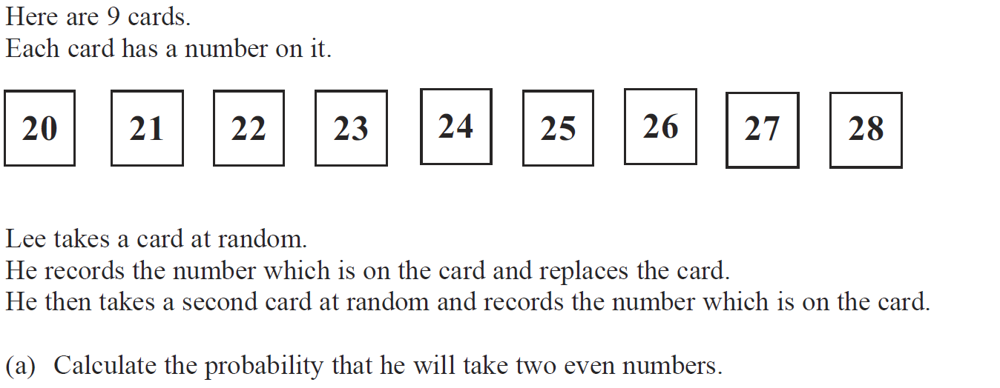 Here are 9 cards.
Each card has a number on it.
20 21 22 23 24 25 26 27 28
Lee takes a card at random.
He records the number which is on the card and replaces the card.
He then takes a second card at random and records the number which is on the card.
(a) Calculate the probability that he will take two even numbers.